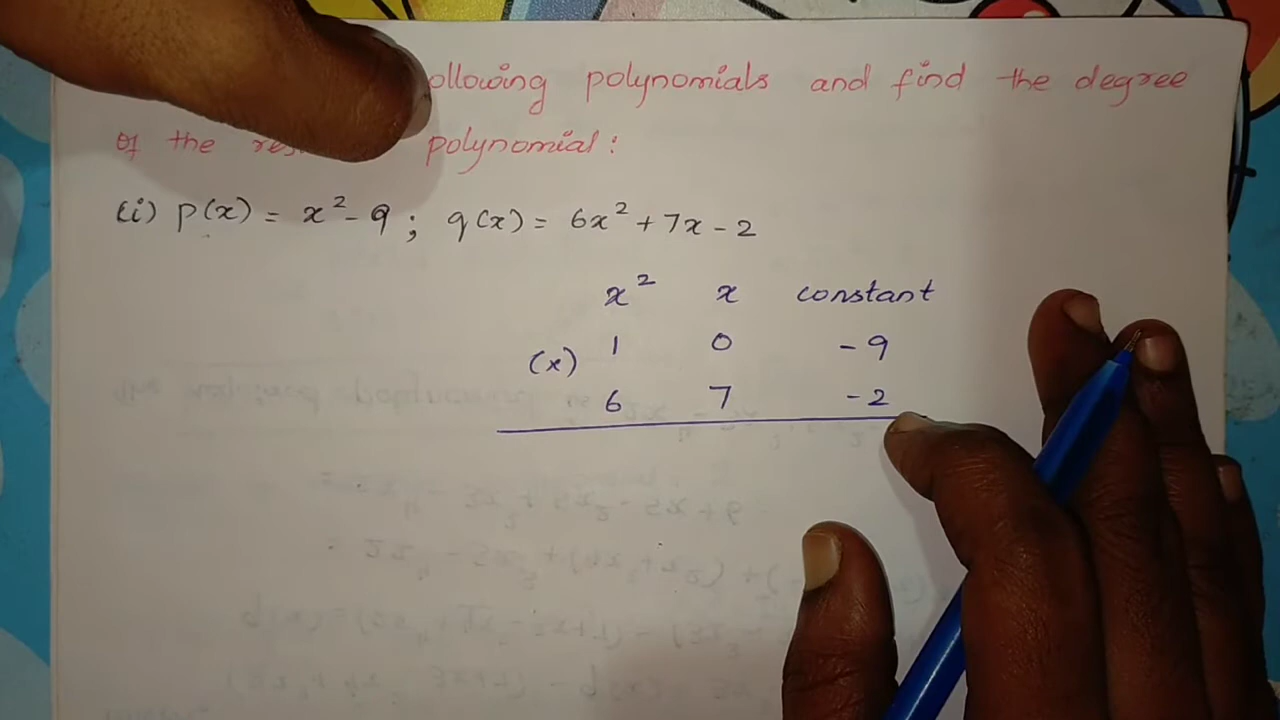 ollowing polynomials and find the degree
of the polynomial:
(i) p(x) = x² - 9 ; q(x) = 6x² + 7x - 2
x² x constant
(x) 1 0 -9
6 7 -2